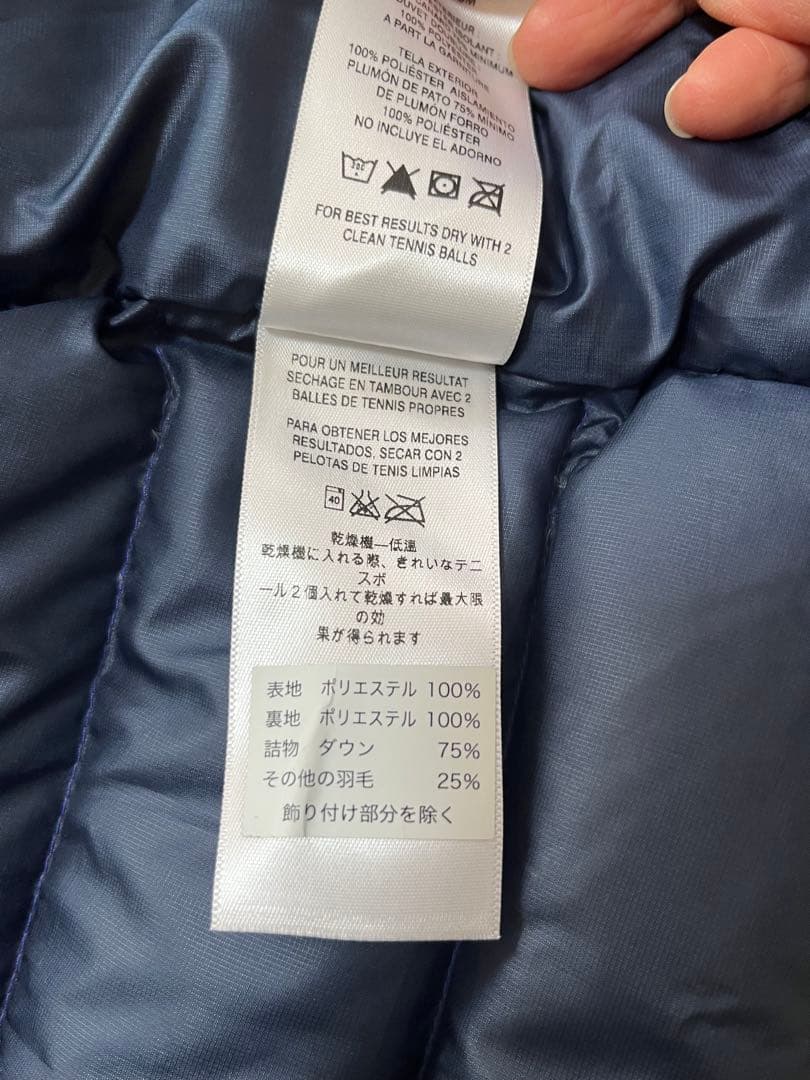 100% POL MINIMUM
A PART LA
TELA EXTERIOR
100% POLIÉSTER AISLAMIENTO
PLUMÓN DE PATO 75% MÍNIMO
DE PLUMÓN FORRO
100% POLIÉSTER
NO INCLUYE EL ADORNO
FOR BEST RESULTS DRY WITH 2
CLEAN TENNIS BALLS
POUR UN MEILLEUR RESULTAT
SECHAGE EN TAMBOUR AVEC 2
BALLES DE TENNIS PROPRES
PARA OBTENER LOS MEJORES
RESULTADOS, SECAR CON 2
PELOTAS DE TENIS LIMPIAS
40
乾燥機—低温
乾燥機に入れる際、きれいなテニ
スボ
ール2個入れて乾燥すれば最大限
の効
果が得られます
表地 ポリエステル 100%
裏地 ポリエステル 100%
詰物 ダウン 75%
その他の羽毛 25%
飾り付け部分を除く